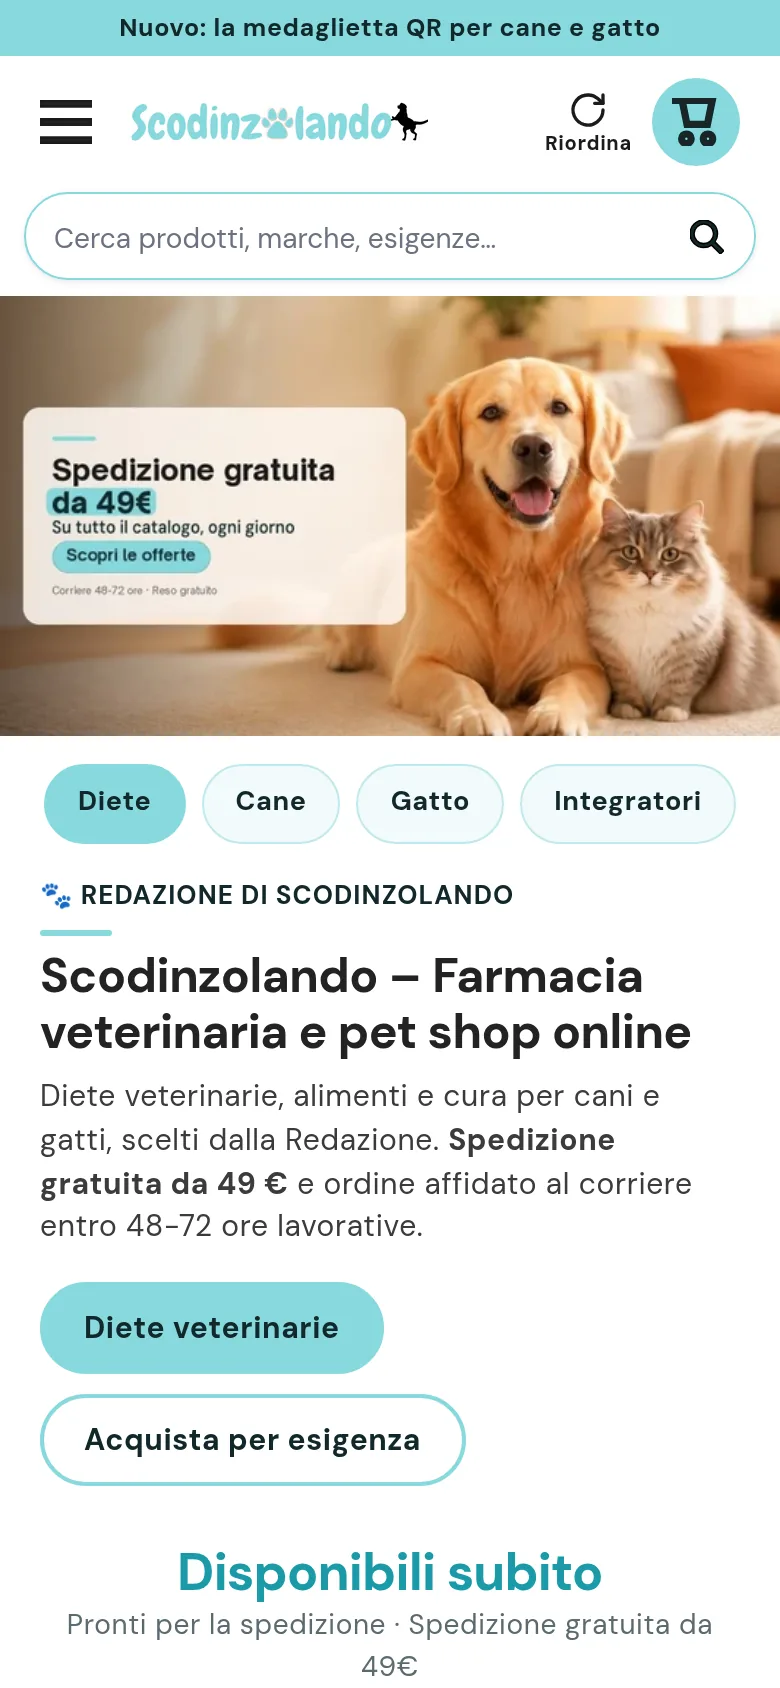 Nuovo: la medaglietta QR per cane e gatto
Scodinzolando
Riordina
Cerca prodotti, marche, esigenze...
Spedizione gratuita
da 49€
Su tutto il catalogo, ogni giorno
Scopri le offerte
Corriere 48-72 ore · Reso gratuito
Diete
Cane
Gatto
Integratori
REDAZIONE DI SCODINZOLANDO
Scodinzolando – Farmacia
veterinaria e pet shop online
Diete veterinarie, alimenti e cura per cani e
gatti, scelti dalla Redazione. Spedizione
gratuita da 49 € e ordine affidato al corriere
entro 48–72 ore lavorative.
Diete veterinarie
Acquista per esigenza
Disponibili subito
Pronti per la spedizione · Spedizione gratuita da
49€